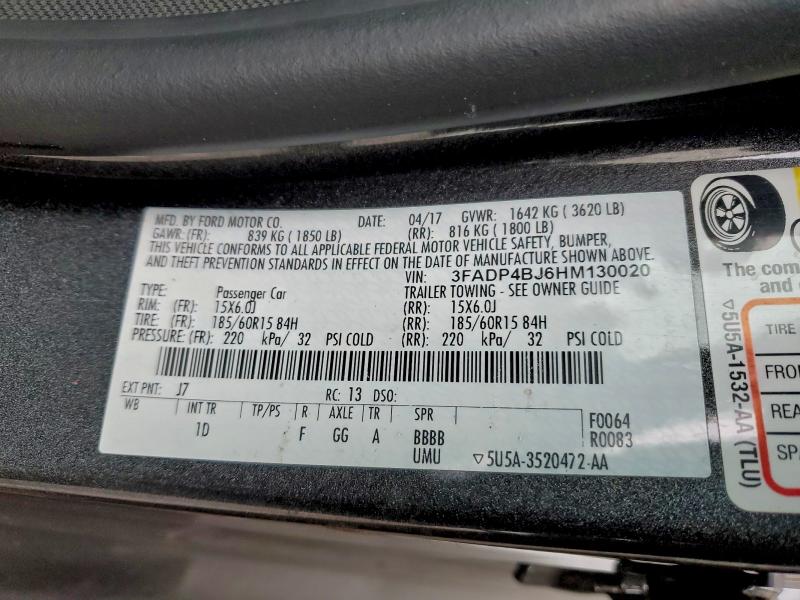 MFD. BY FORD MOTOR CO. DATE: 04/17 GVWR: 1642 KG ( 3620 LB)
GAWR: (FR): 839 KG ( 1850 LB) (RR): 816 KG ( 1800 LB)
THIS VEHICLE CONFORMS TO ALL APPLICABLE FEDERAL MOTOR VEHICLE SAFETY, BUMPER,
AND THEFT PREVENTION STANDARDS IN EFFECT ON THE DATE OF MANUFACTURE SHOWN ABOVE.
VIN: 3FADP4BJ6HM130020
TYPE: Passenger Car TRAILER TOWING - SEE OWNER GUIDE
RIM: (FR): 15X6.0J (RR): 15X6.0J
TIRE: (FR): 185/60R15 84H (RR): 185/60R15 84H
PRESSURE: (FR): 220 kPa/ 32 PSI COLD (RR): 220 kPa/ 32 PSI COLD
EXT PNT: J7 RC: 13 DSO:
WB INT TR TP/PS R AXLE TR SPR F0064
1D F GG A BBBB R0083
UMU ▽5U5A-3520472-AA
The com
and
▽5U5A-1532-AA (TLU)
TIRE
FRO
REA
SPA